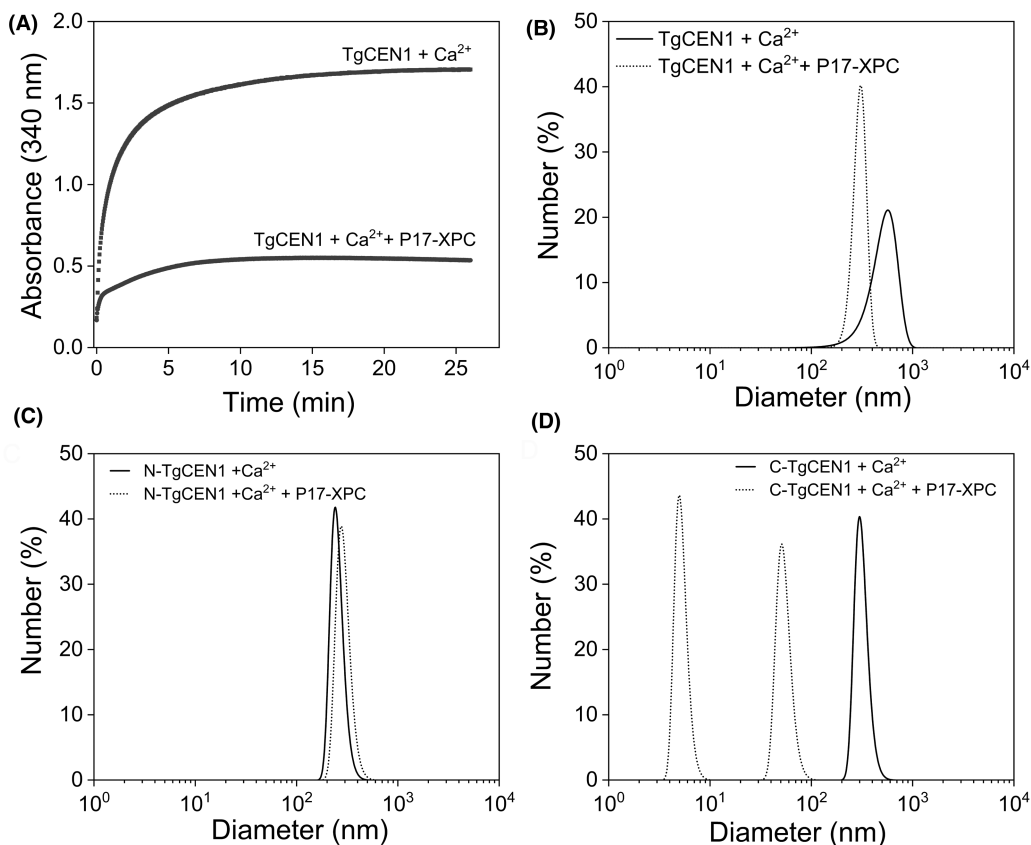 (A)
2.0
1.5
1.0
0.5
0.0
Absorbance (340 nm)
TgCEN1 + Ca²⁺
TgCEN1 + Ca²⁺+ P17-XPC
0 5 10 15 20 25
Time (min)
(B)
50
40
30
20
10
0
Number (%)
TgCEN1 + Ca²⁺
TgCEN1 + Ca²⁺+ P17-XPC
10⁰ 10¹ 10² 10³ 10⁴
Diameter (nm)
(C)
50
40
30
20
10
0
Number (%)
N-TgCEN1 +Ca²⁺
N-TgCEN1 +Ca²⁺ + P17-XPC
10⁰ 10¹ 10² 10³ 10⁴
Diameter (nm)
(D)
50
40
30
20
10
0
Number (%)
C-TgCEN1 + Ca²⁺
C-TgCEN1 + Ca²⁺ + P17-XPC
10⁰ 10¹ 10² 10³ 10⁴
Diameter (nm)